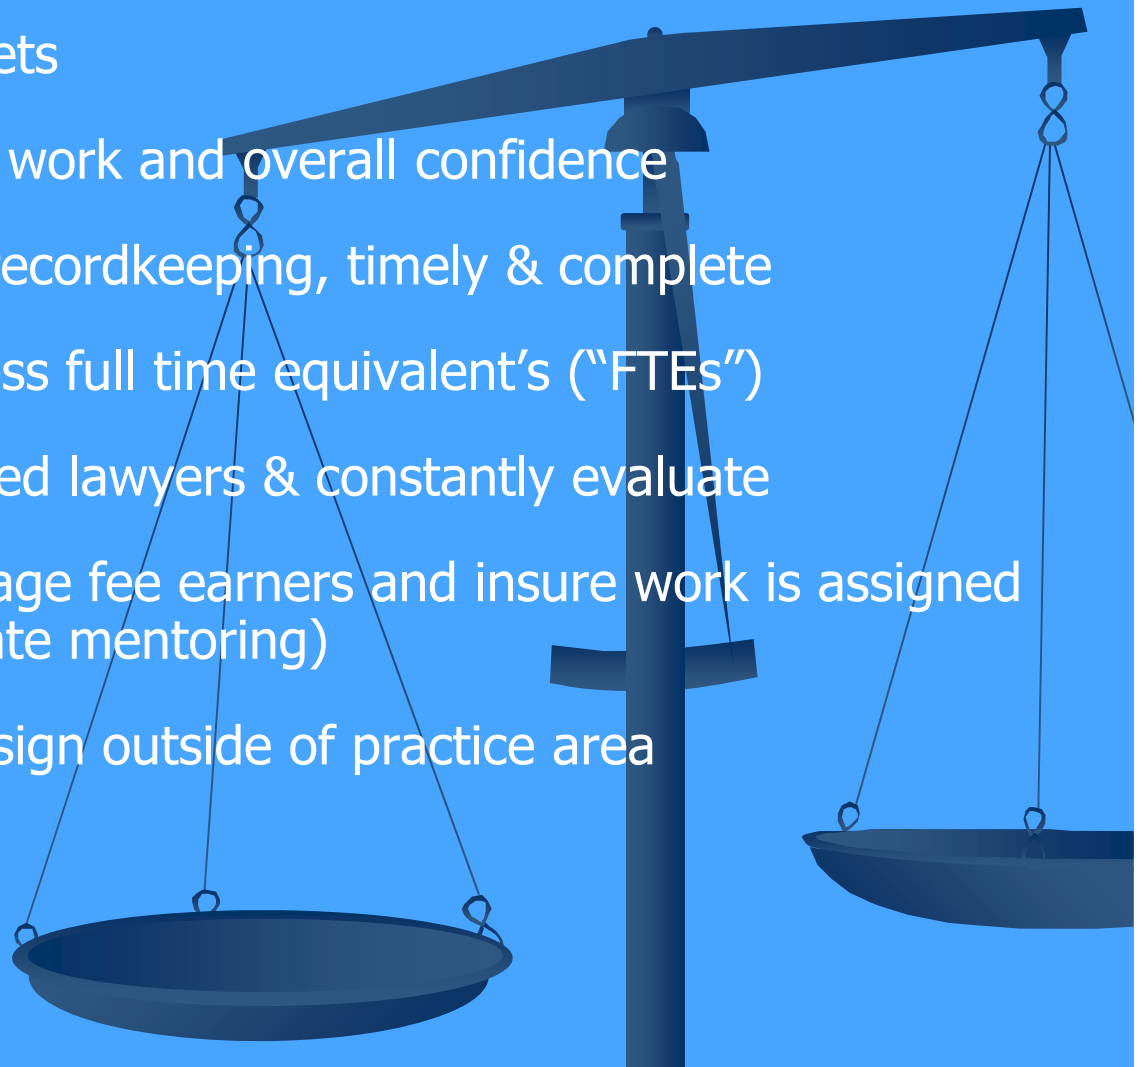 ets
work and overall confidence
recordkeeping, timely & complete
ss full time equivalent’s (“FTEs”)
ed lawyers & constantly evaluate
age fee earners and insure work is assigned
ate mentoring)
sign outside of practice area